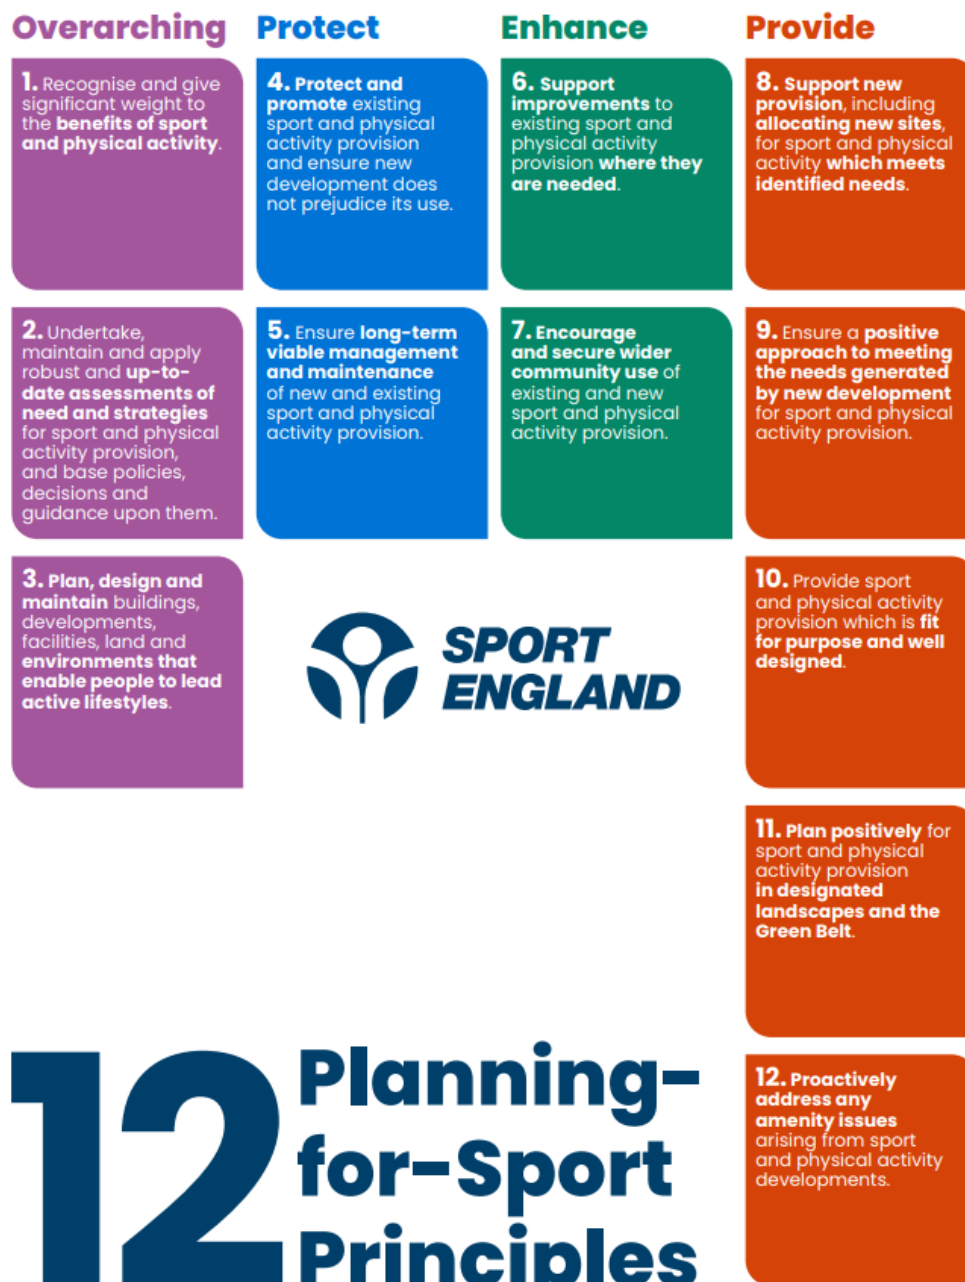 Overarching
1. Recognise and give
significant weight to
the benefits of sport
and physical activity.
2. Undertake,
maintain and apply
robust and up-to-
date assessments of
need and strategies
for sport and physical
activity provision,
and base policies,
decisions and
guidance upon them.
3. Plan, design and
maintain buildings,
developments,
facilities, land and
environments that
enable people to lead
active lifestyles.
Protect
4. Protect and
promote existing
sport and physical
activity provision
and ensure new
development does
not prejudice its use.
5. Ensure long-term
viable management
and maintenance
of new and existing
sport and physical
activity provision.
Enhance
6. Support
improvements to
existing sport and
physical activity
provision where they
are needed.
7. Encourage
and secure wider
community use of
existing and new
sport and physical
activity provision.
Provide
8. Support new
provision, including
allocating new sites,
for sport and physical
activity which meets
identified needs.
9. Ensure a positive
approach to meeting
the needs generated
by new development
for sport and physical
activity provision.
10. Provide sport
and physical activity
provision which is fit
for purpose and well
designed.
11. Plan positively for
sport and physical
activity provision
in designated
landscapes and the
Green Belt.
12. Proactively
address any
amenity issues
arising from sport
and physical activity
developments.
SPORT
ENGLAND
12
Planning-
for-Sport
Principles